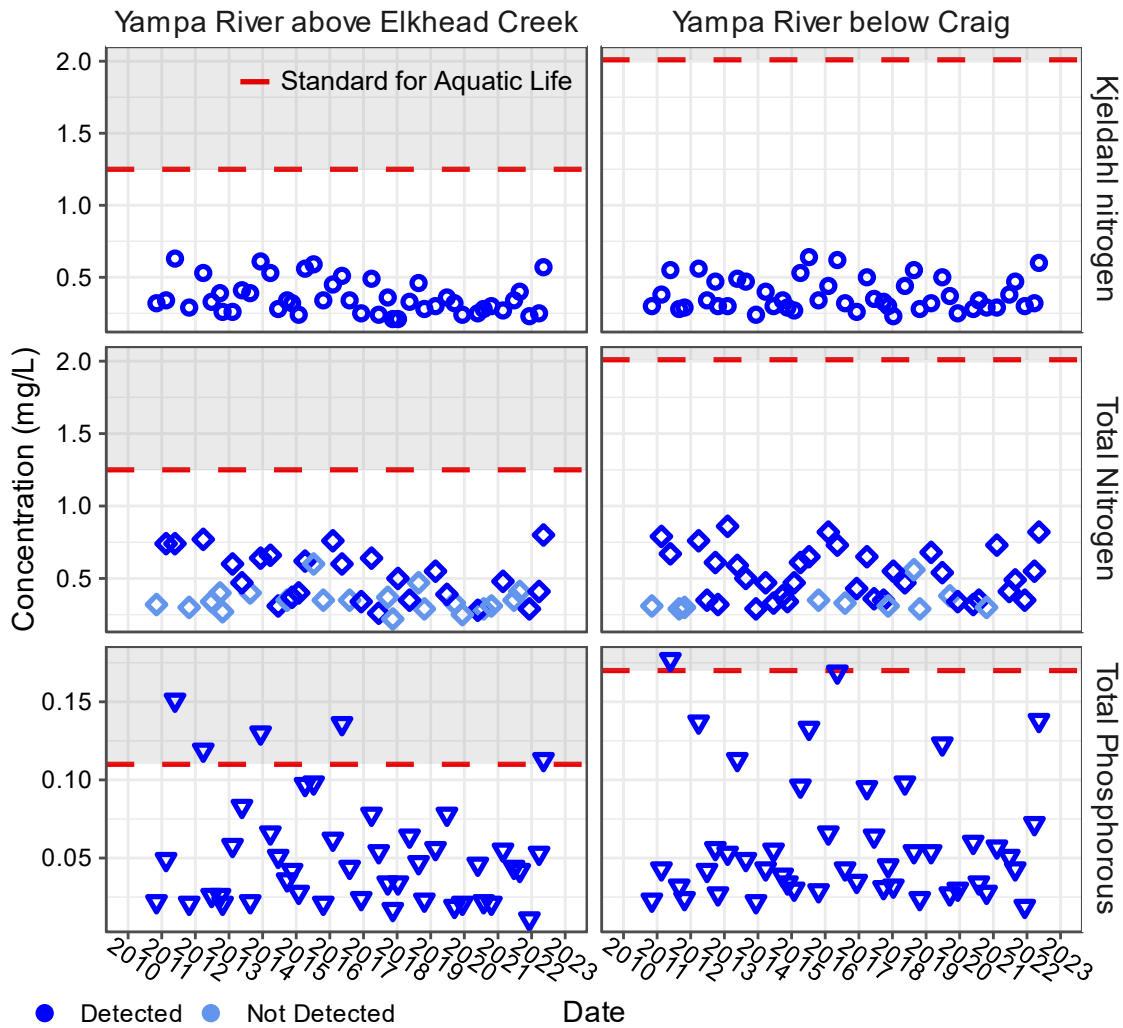 Yampa River above Elkhead Creek
Yampa River below Craig
Standard for Aquatic Life
2.0
1.5
1.0
0.5
Kjeldahl nitrogen
2.0
1.5
1.0
0.5
Total Nitrogen
0.15
0.10
0.05
Total Phosphorous
Concentration (mg/L)
2010 2011 2012 2013 2014 2015 2016 2017 2018 2019 2020 2021 2022 2023
2010 2011 2012 2013 2014 2015 2016 2017 2018 2019 2020 2021 2022 2023
Date
Detected Not Detected